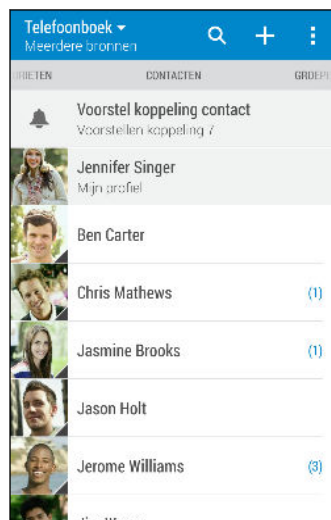 Telefoonboek
Meerdere bronnen
CONTACTEN
Voorstel koppeling contact
Voorstellen koppeling 7
Jennifer Singer
Mijn profiel
Ben Carter
Chris Mathews (1)
Jasmine Brooks (1)
Jason Holt
Jerome Williams (3)